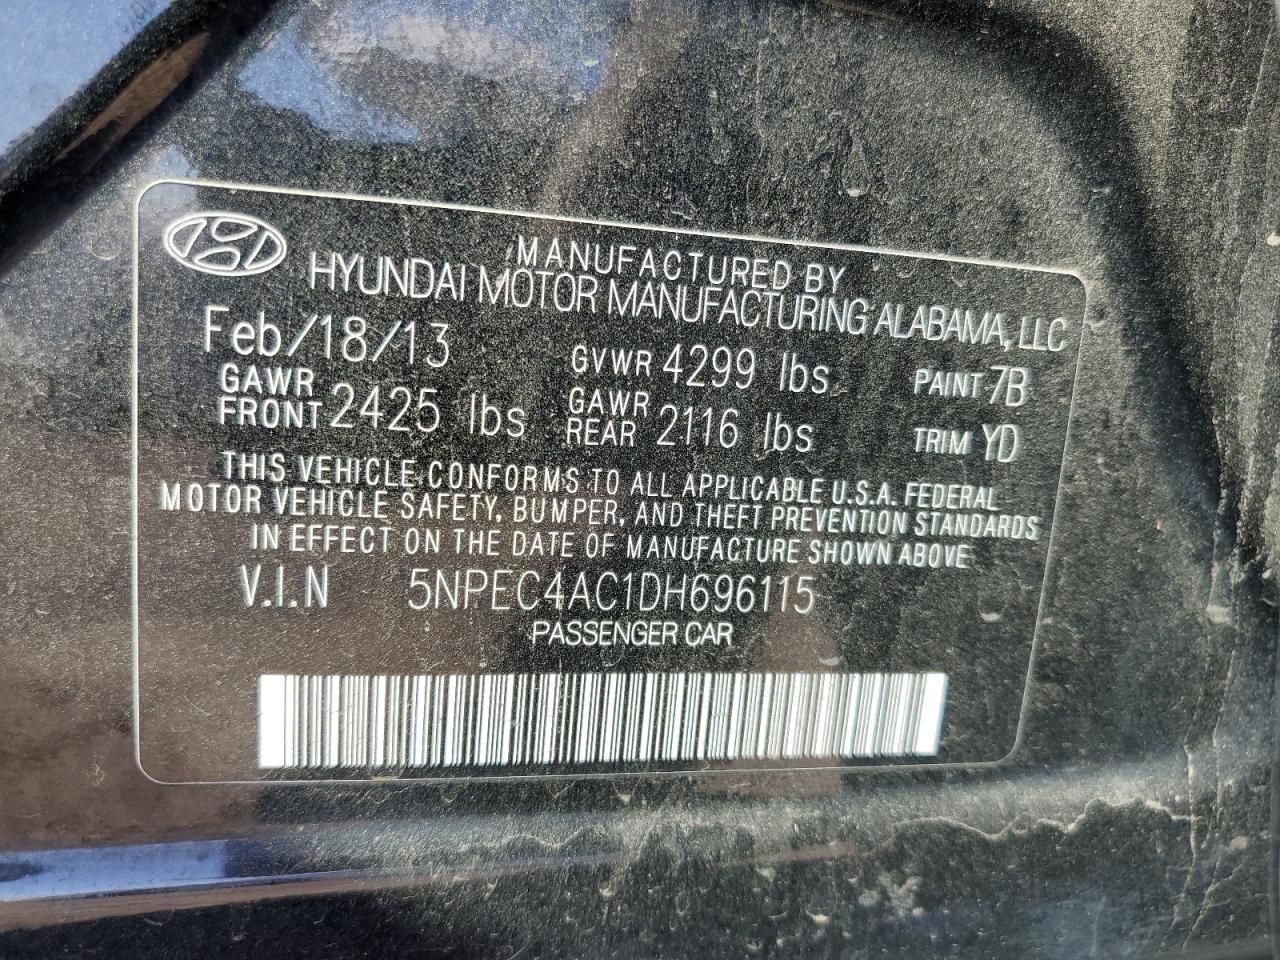 MANUFACTURED BY
HYUNDAI MOTOR MANUFACTURING ALABAMA, LLC
Feb/18/13 GVWR 4299 lbs PAINT 7B
GAWR FRONT 2425 lbs GAWR REAR 2116 lbs TRIM YD
THIS VEHICLE CONFORMS TO ALL APPLICABLE U.S.A. FEDERAL
MOTOR VEHICLE SAFETY, BUMPER, AND THEFT PREVENTION STANDARDS
IN EFFECT ON THE DATE OF MANUFACTURE SHOWN ABOVE
V.I.N 5NPEC4AC1DH696115
PASSENGER CAR